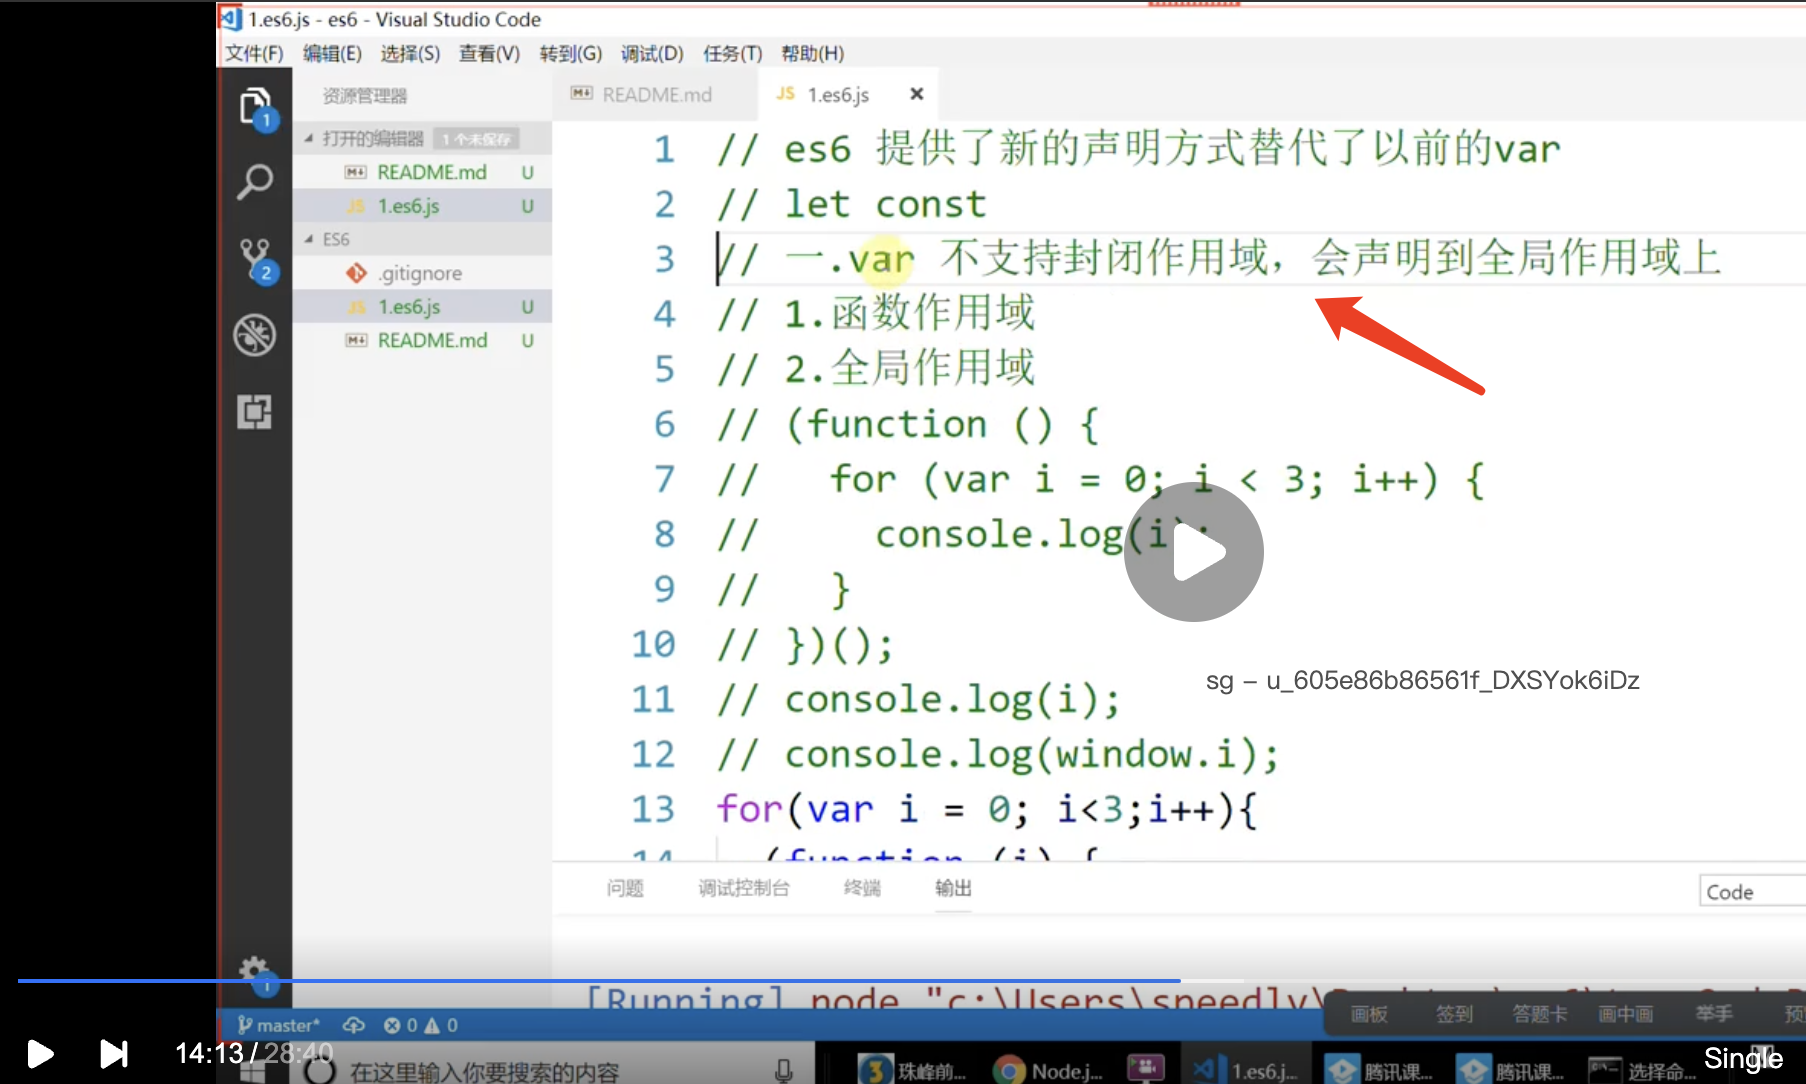 1.es6.js - es6 - Visual Studio Code
文件(F) 编辑(E) 选择(S) 查看(V) 转到(G) 调试(D) 任务(T) 帮助(H)
资源管理器
README.md
JS 1.es6.js
1
打开的编辑器 1 个未保存
README.md U
JS 1.es6.js U
ES6
.gitignore
2
JS 1.es6.js U
README.md U
1 // es6 提供了新的声明方式替代了以前的var
2 // let const
3 // 一.var 不支持封闭作用域，会声明到全局作用域上
4 // 1.函数作用域
5 // 2.全局作用域
6 // (function () {
7 // for (var i = 0; i < 3; i++) {
8 // console.log(i);
9 // }
10 // })();
11 // console.log(i);
12 // console.log(window.i);
13 for(var i = 0; i<3;i++){
14 (function (i) {
sg – u_605e86b86561f_DXSYok6iDz
问题 调试控制台 终端 输出
Code
1
[Running] node "c:\Users\speedly\
master* 0 0
画板 签到 答题卡 画中画 举手
14:13 / 28:40
在这里输入你要搜索的内容
珠峰前...
Node.j...
1.es6.j...
腾讯课...
腾讯课...
选择命...
Single